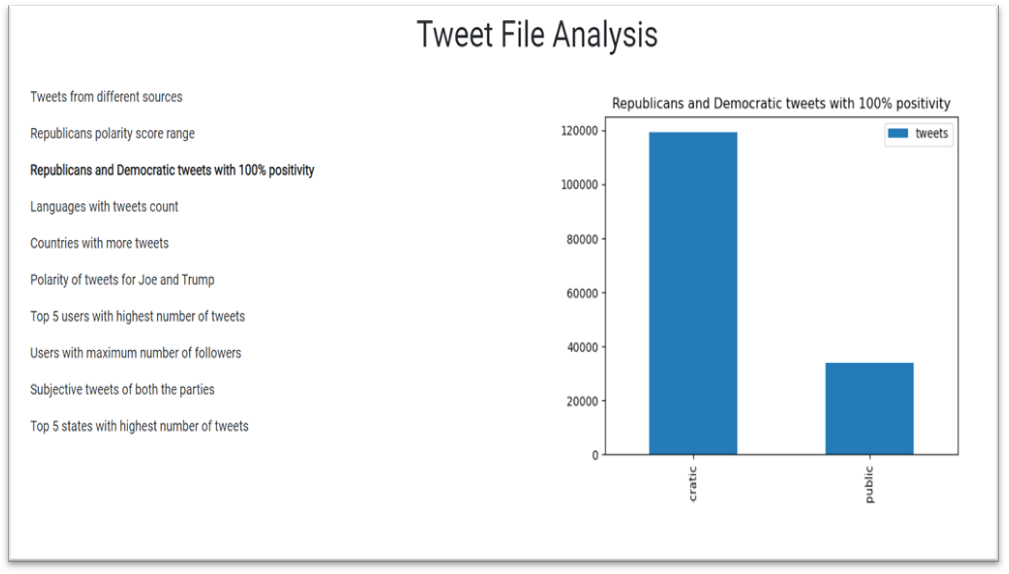 Tweet File Analysis
Tweets from different sources
Republicans polarity score range
Republicans and Democratic tweets with 100% positivity
Languages with tweets count
Countries with more tweets
Polarity of tweets for Joe and Trump
Top 5 users with highest number of tweets
Users with maximum number of followers
Subjective tweets of both the parties
Top 5 states with highest number of tweets
Republicans and Democratic tweets with 100% positivity
tweets
120000
100000
80000
60000
40000
20000
0
cratic
public